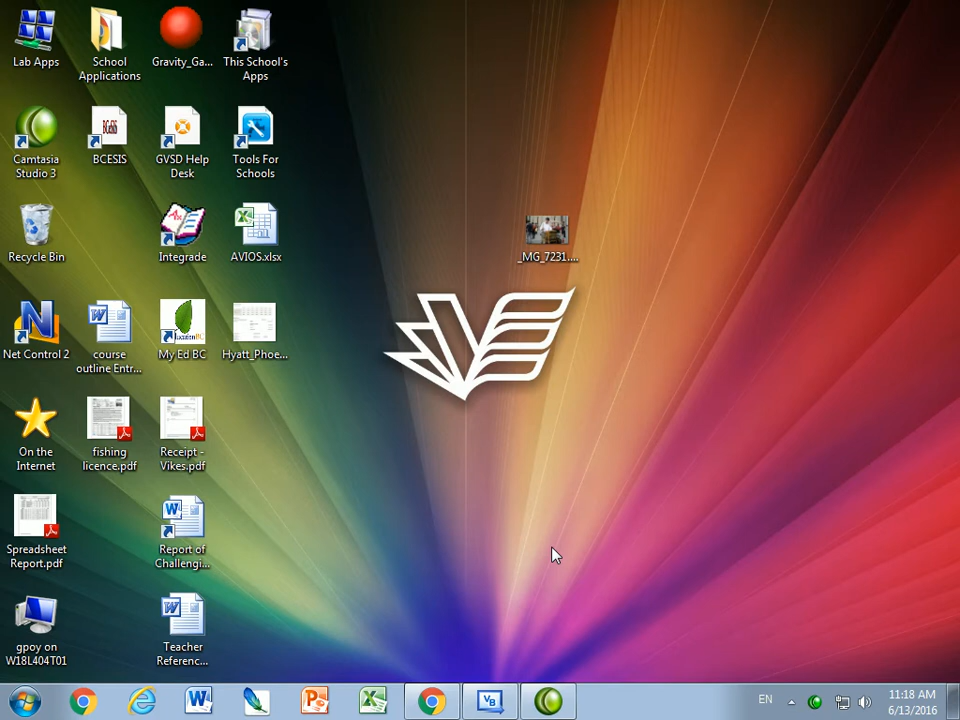 Lab Apps
School
Applications
Gravity_Ga...
This School's
Apps
Camtasia
Studio 3
BCESIS
BCESIS
GVSD Help
Desk
Tools For
Schools
Recycle Bin
Integrade
AVIOS.xlsx
_MG_7231....
Net Control 2
course
outline Entr...
My Ed BC
Hyatt_Phoe...
On the
Internet
fishing
licence.pdf
Receipt -
Vikes.pdf
Spreadsheet
Report.pdf
Report of
Challengi...
gpoy on
W18L404T01
Teacher
Referenc...
VB
EN
11:18 AM
6/13/2016